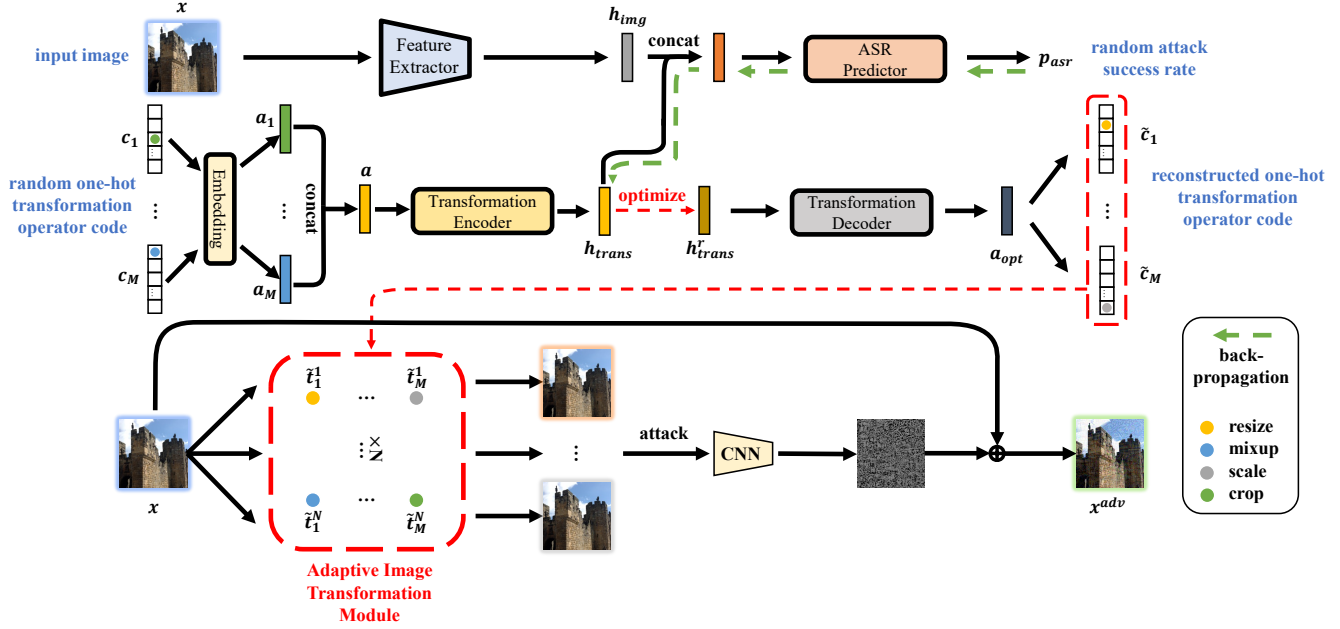 x
input image
Feature
Extractor
h_img
concat
ASR
Predictor
p_asr
random attack
success rate
c_1
random one-hot
transformation
operator code
...
c_M
Embedding
a_1
...
a_M
concat
a
Transformation
Encoder
h_trans
optimize
h^r_trans
Transformation
Decoder
a_opt
c̃_1
...
c̃_M
reconstructed one-hot
transformation
operator code
x
t̃^1_1
...
t̃^1_M
... ×N
t̃^N_1
...
t̃^N_M
Adaptive Image
Transformation
Module
...
attack
CNN
x^adv
back-
propagation
resize
mixup
scale
crop